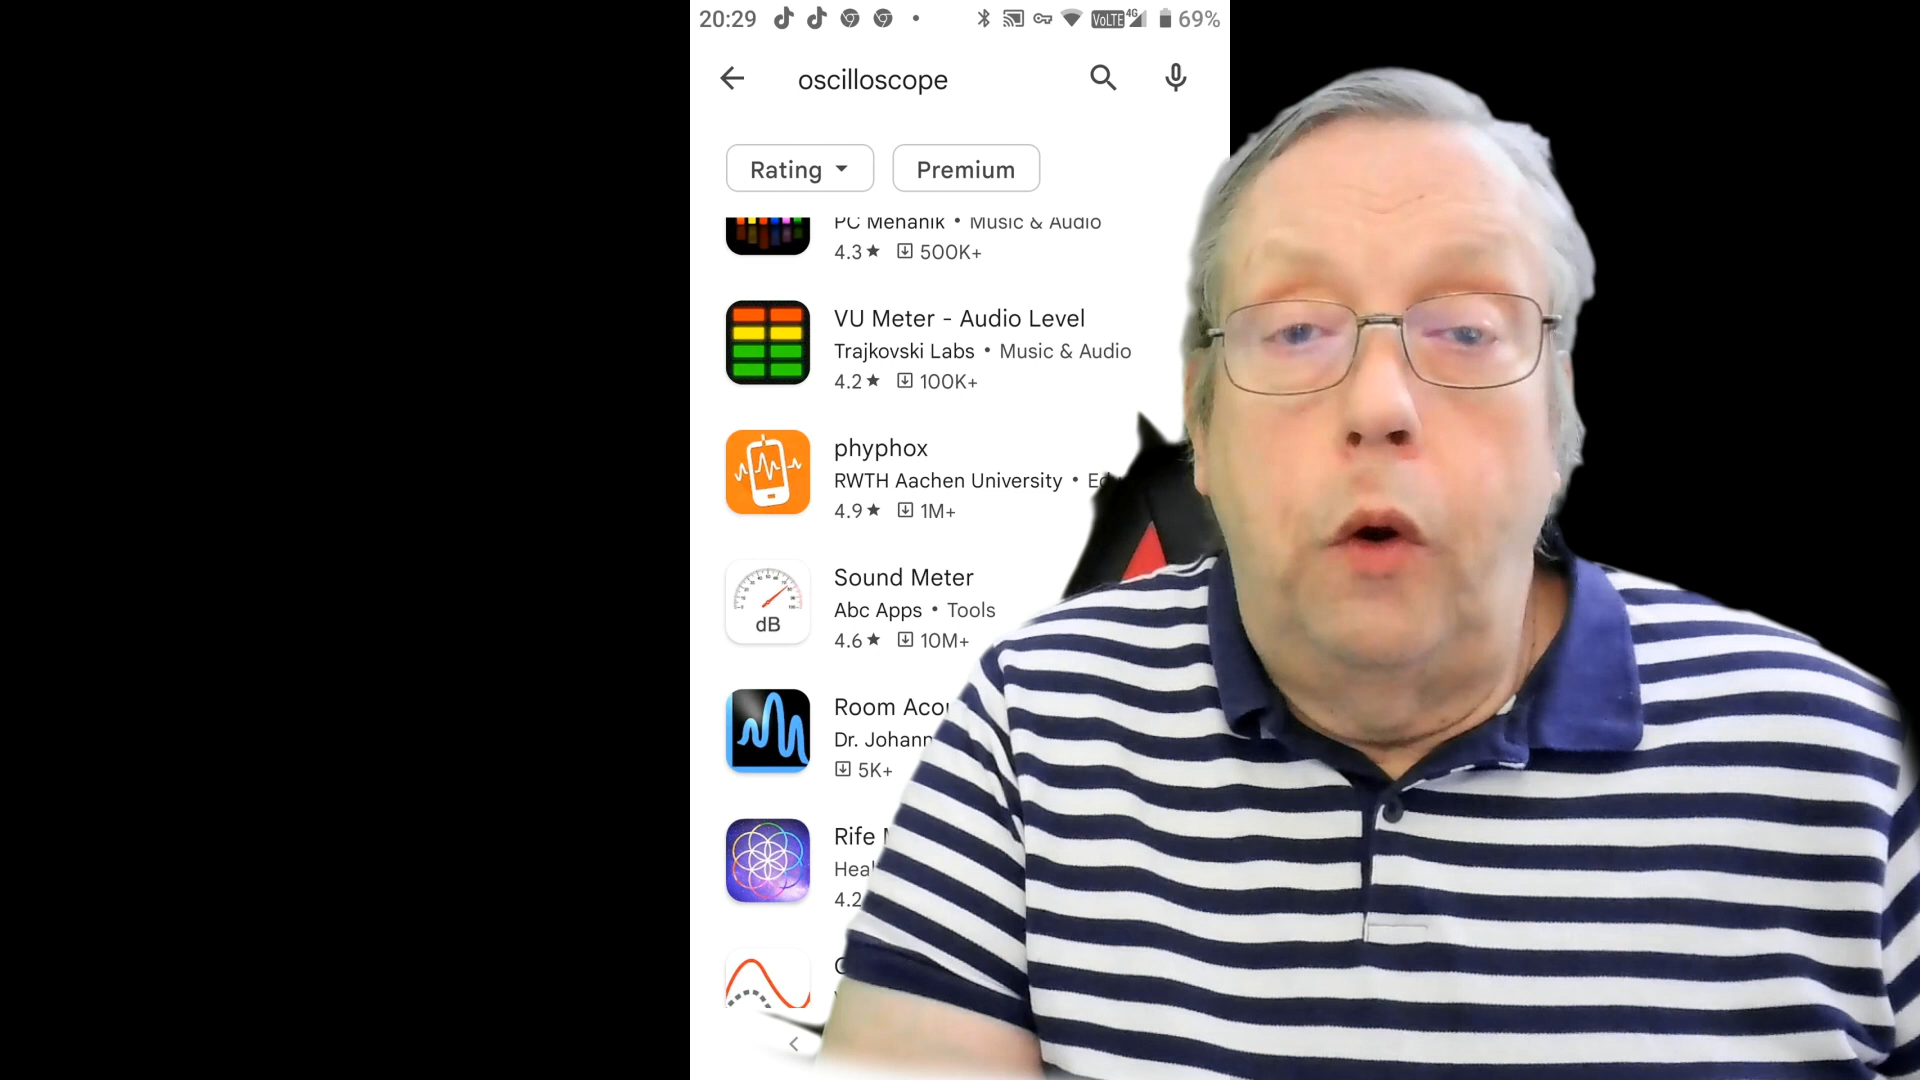 20:29 VoLTE 4G 69%
oscilloscope
Rating Premium
PC Mehanik • Music & Audio
4.3★ 500K+
VU Meter - Audio Level
Trajkovski Labs • Music & Audio
4.2★ 100K+
phyphox
RWTH Aachen University •
4.9★ 1M+
Sound Meter
Abc Apps • Tools
dB
4.6★ 10M+
Room
Dr. Johann
5K+
Rife
4.2